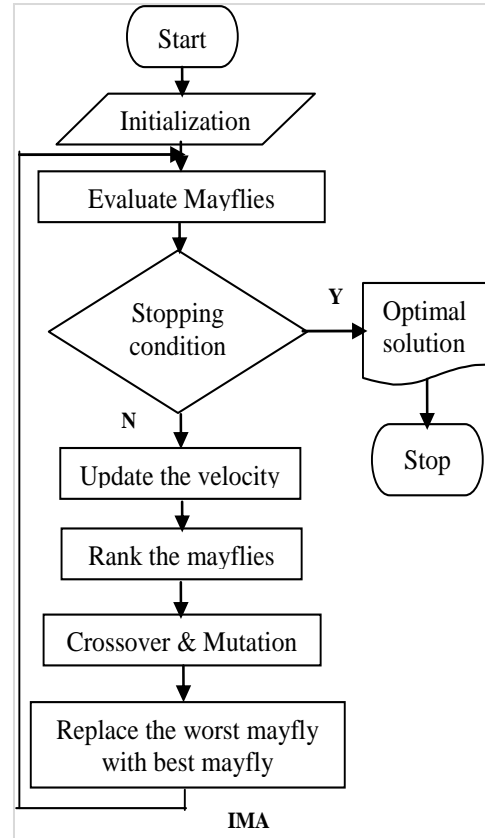 Start
Initialization
Evaluate Mayflies
Stopping
condition
Y
Optimal
solution
Stop
N
Update the velocity
Rank the mayflies
Crossover & Mutation
Replace the worst mayfly
with best mayfly
IMA